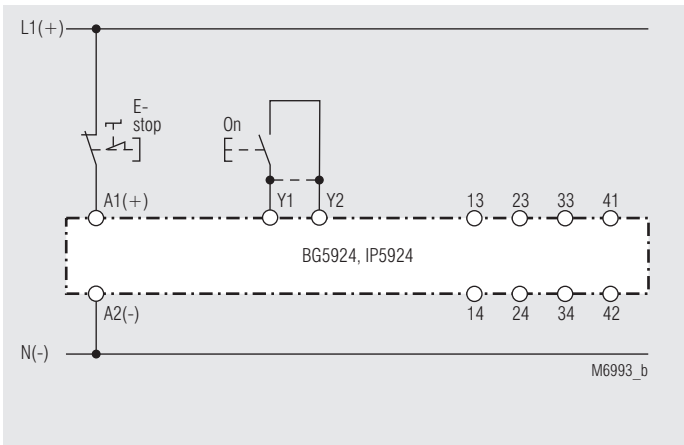 L1(+)
E-
stop
On
A1(+)
Y1
Y2
13
23
33
41
BG5924, IP5924
A2(-)
14
24
34
42
N(-)
M6993_b